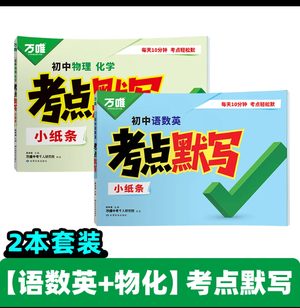 万唯
每天10分钟 考点轻松默
初中物理 化学
考点默写
小纸条
万唯
每天10分钟 考点轻松默
初中语数英
考点默写
小纸条
2本套装
【语数英+物化】考点默写